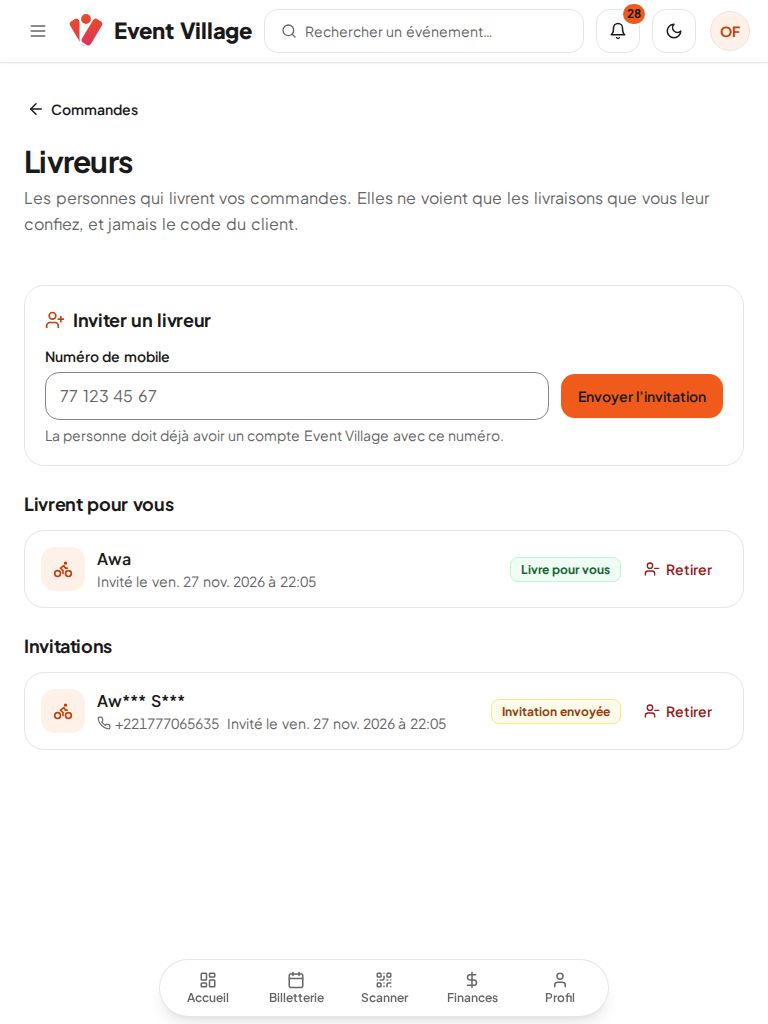 Event Village
Rechercher un événement…
28
OF
Commandes
Livreurs
Les personnes qui livrent vos commandes. Elles ne voient que les livraisons que vous leur
confiez, et jamais le code du client.
Inviter un livreur
Numéro de mobile
77 123 45 67
Envoyer l'invitation
La personne doit déjà avoir un compte Event Village avec ce numéro.
Livrent pour vous
Awa
Invité le ven. 27 nov. 2026 à 22:05
Livre pour vous
Retirer
Invitations
Aw*** S***
+221777065635 Invité le ven. 27 nov. 2026 à 22:05
Invitation envoyée
Retirer
Accueil
Billetterie
Scanner
Finances
Profil